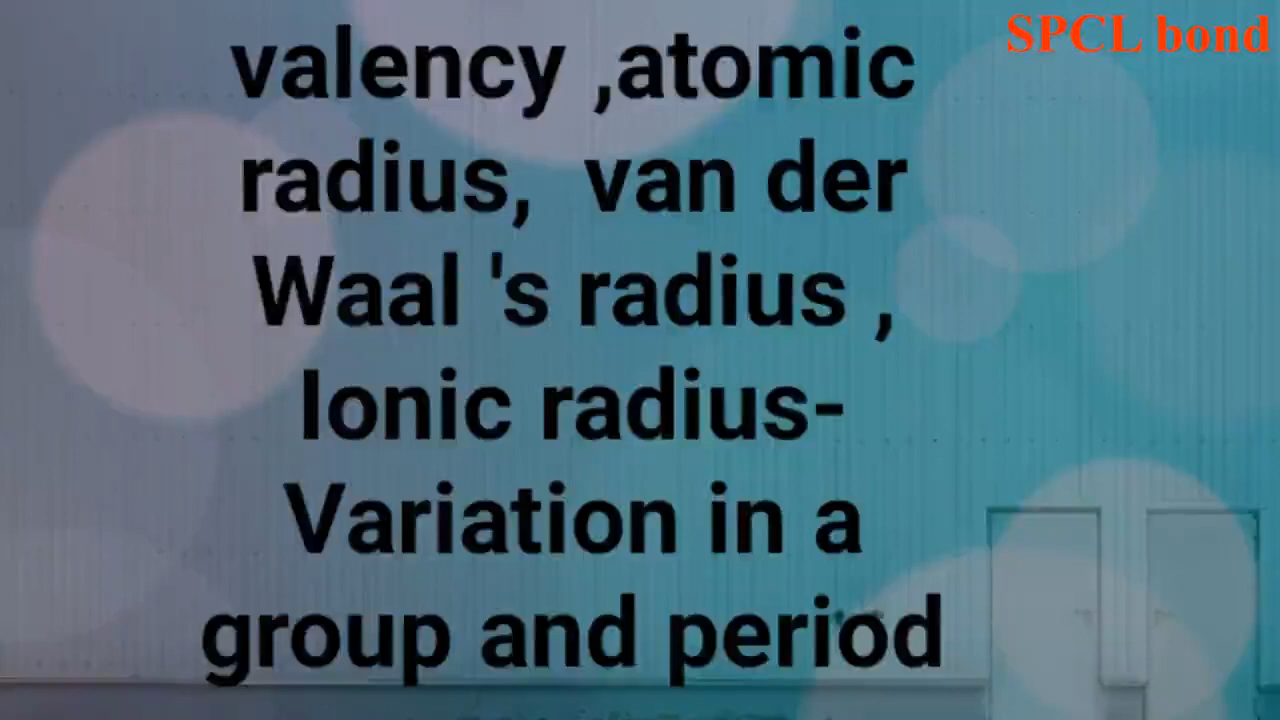 SPCL bond
valency ,atomic
radius, van der
Waal 's radius ,
Ionic radius-
Variation in a
group and period